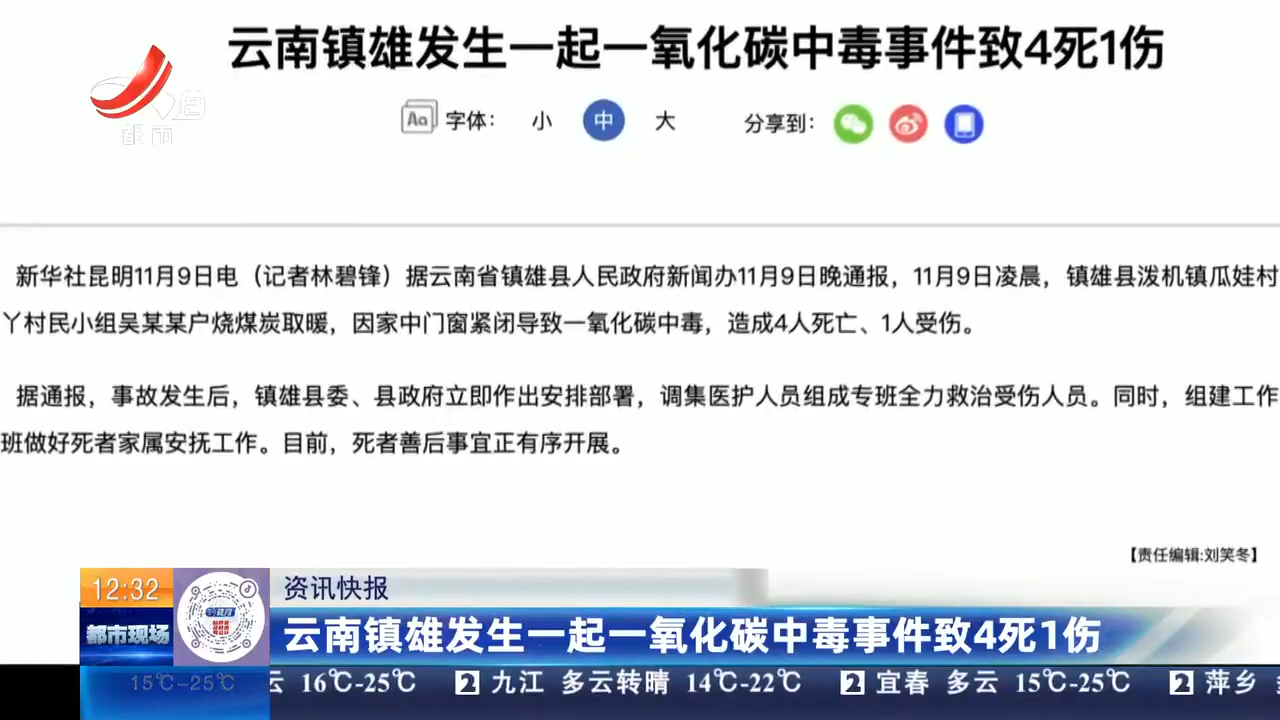 云南镇雄发生一起一氧化碳中毒事件致4死1伤
都市
Aa 字体: 小 中 大 分享到:
新华社昆明11月9日电（记者林碧锋）据云南省镇雄县人民政府新闻办11月9日晚通报，11月9日凌晨，镇雄县泼机镇瓜娃村
丫村民小组吴某某户烧煤炭取暖，因家中门窗紧闭导致一氧化碳中毒，造成4人死亡、1人受伤。
据通报，事故发生后，镇雄县委、县政府立即作出安排部署，调集医护人员组成专班全力救治受伤人员。同时，组建工作
班做好死者家属安抚工作。目前，死者善后事宜正有序开展。
【责任编辑:刘笑冬】
12:32 资讯快报
都市现场 云南镇雄发生一起一氧化碳中毒事件致4死1伤
15℃-25℃ 云 16℃-25℃ 2 九江 多云转晴 14℃-22℃ 2 宜春 多云 15℃-25℃ 2 萍乡